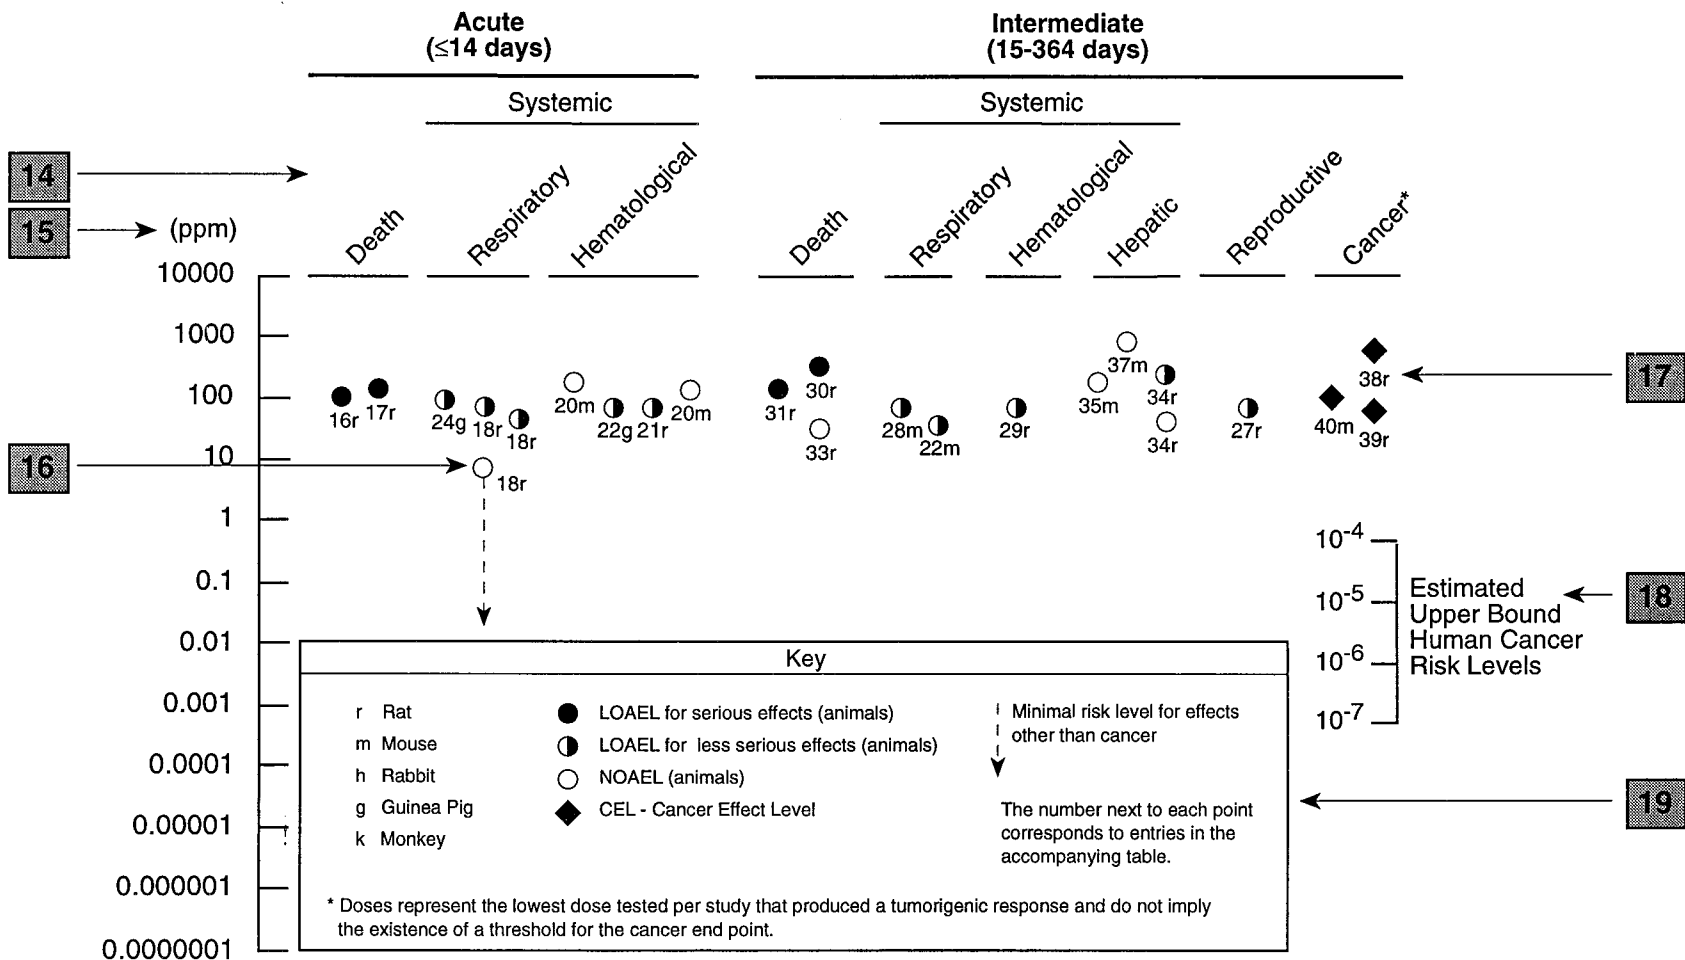 Acute
(≤14 days)
Intermediate
(15-364 days)
Systemic
Systemic
14
15
(ppm)
Death
Respiratory
Hematological
Death
Respiratory
Hematological
Hepatic
Reproductive
Cancer*
10000
1000
100
10
1
0.1
0.01
0.001
0.0001
0.00001
0.000001
0.0000001
16r
17r
24g
18r
18r
18r
20m
22g
21r
20m
31r
30r
33r
28m
22m
29r
35m
37m
34r
34r
27r
40m
38r
39r
16
17
10-4
10-5
10-6
10-7
Estimated
Upper Bound
Human Cancer
Risk Levels
18
19
Key
r Rat
m Mouse
h Rabbit
g Guinea Pig
k Monkey
LOAEL for serious effects (animals)
LOAEL for less serious effects (animals)
NOAEL (animals)
CEL - Cancer Effect Level
Minimal risk level for effects
other than cancer
The number next to each point
corresponds to entries in the
accompanying table.
* Doses represent the lowest dose tested per study that produced a tumorigenic response and do not imply
the existence of a threshold for the cancer end point.